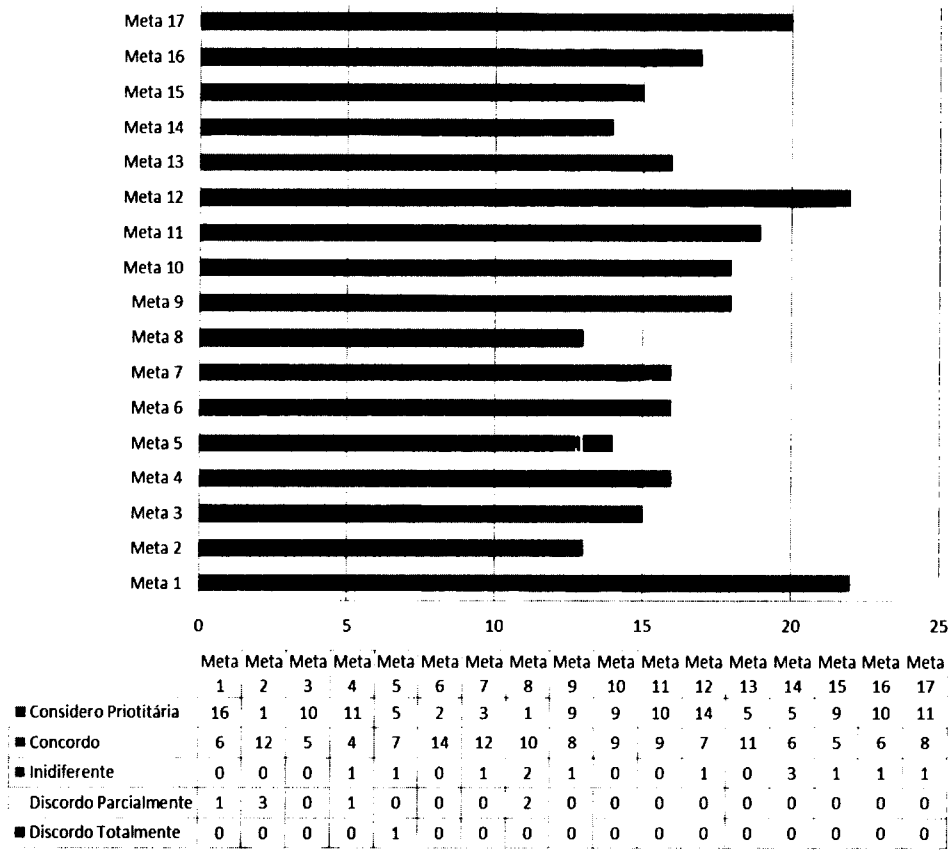 Meta 17
Meta 16
Meta 15
Meta 14
Meta 13
Meta 12
Meta 11
Meta 10
Meta 9
Meta 8
Meta 7
Meta 6
Meta 5
Meta 4
Meta 3
Meta 2
Meta 1
0 5 10 15 20 25
Meta Meta Meta Meta Meta Meta Meta Meta Meta Meta Meta Meta Meta Meta Meta Meta Meta
1 2 3 4 5 6 7 8 9 10 11 12 13 14 15 16 17
Considero Priotitária 16 1 10 11 5 2 3 1 9 9 10 14 5 5 9 10 11
Concordo 6 12 5 4 7 14 12 10 8 9 9 7 11 6 5 6 8
Inidiferente 0 0 0 1 1 0 1 2 1 0 0 1 0 3 1 1 1
Discordo Parcialmente 1 3 0 1 0 0 0 2 0 0 0 0 0 0 0 0 0
Discordo Totalmente 0 0 0 0 1 0 0 0 0 0 0 0 0 0 0 0 0